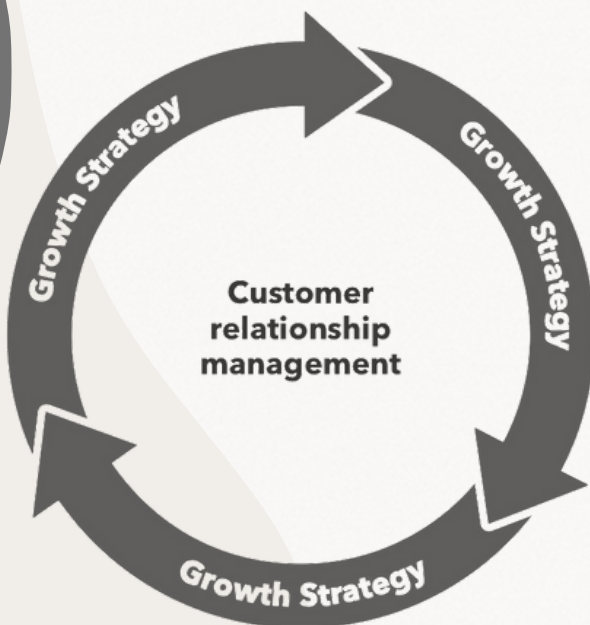 Growth Strategy
Growth Strategy
Customer
relationship
management
Growth Strategy